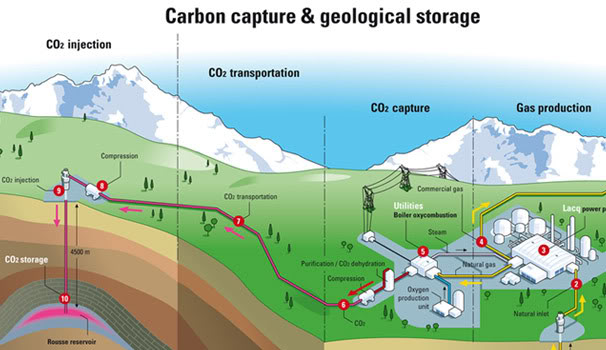 Carbon capture & geological storage
CO2 injection
CO2 transportation
CO2 capture
Gas production
Compression
CO2 injection
9
8
CO2 transportation
7
Commercial gas
Utilities
Boiler oxycombustion
Lacq power p
Steam
4
3
5
4500 m
CO2 storage
Purification / CO2 dehydration
Natural gas
Compression
2
Oxygen
production
unit
10
6
CO2
Natural inlet
Rousse reservoir